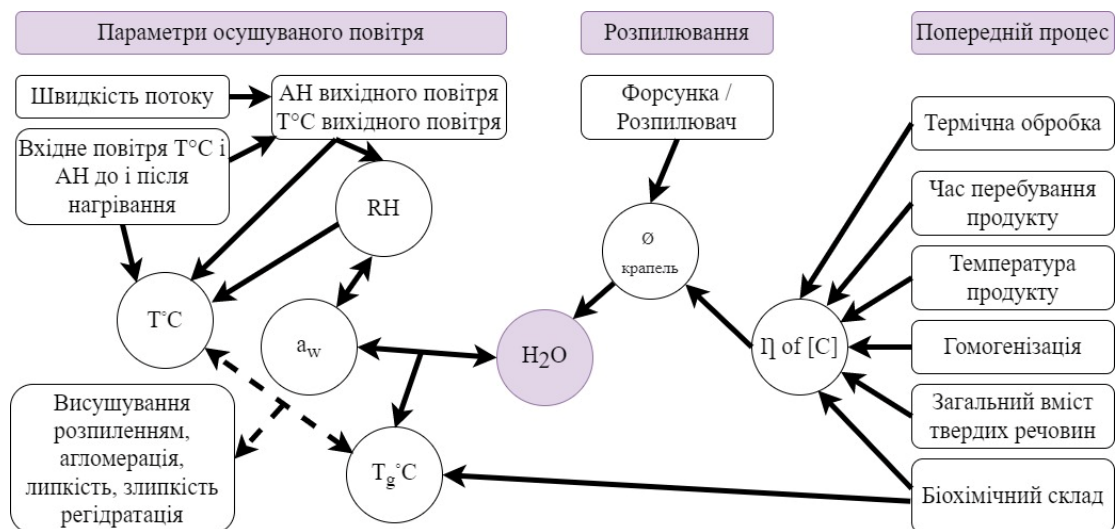 Параметри осушуваного повітря
Розпилювання
Попередній процес
Швидкість потоку
АН вихідного повітря
Т°С вихідного повітря
Форсунка /
Розпилювач
Термічна обробка
Вхідне повітря Т°С і
АН до і після
нагрівання
RH
Час перебування
продукту
Ø
крапель
Температура
продукту
T°C
a_w
H₂O
Ƞ of [C]
Гомогенізація
Висушування
розпиленням,
агломерація,
липкість, злипкість
регідратація
Загальний вміст
твердих речовин
T_g°C
Біохімічний склад